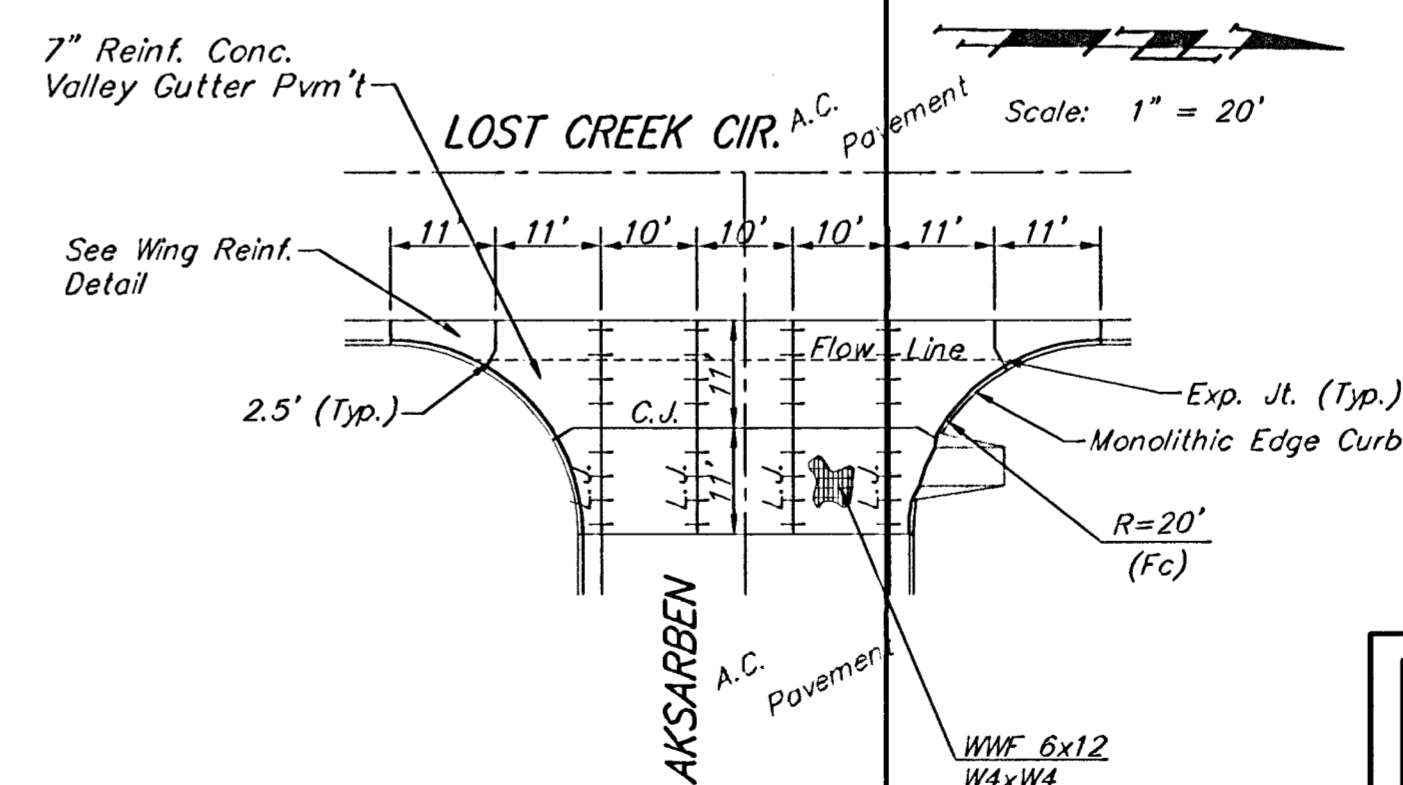 7" Reinf. Conc.
Valley Gutter Pvm't
LOST CREEK CIR.
A.C.
Pavement
Scale: 1" = 20'
See Wing Reinf.
Detail
11' 11' 10' 10' 10' 11' 11'
Flow Line
11'
2.5' (Typ.)
C.J.
Exp. Jt. (Typ.)
Monolithic Edge Curb
L.J. L.J. 11' L.J. L.J.
R=20'
(Fc)
AKSARBEN
A.C.
Pavement
WWF 6x12
W4xW4